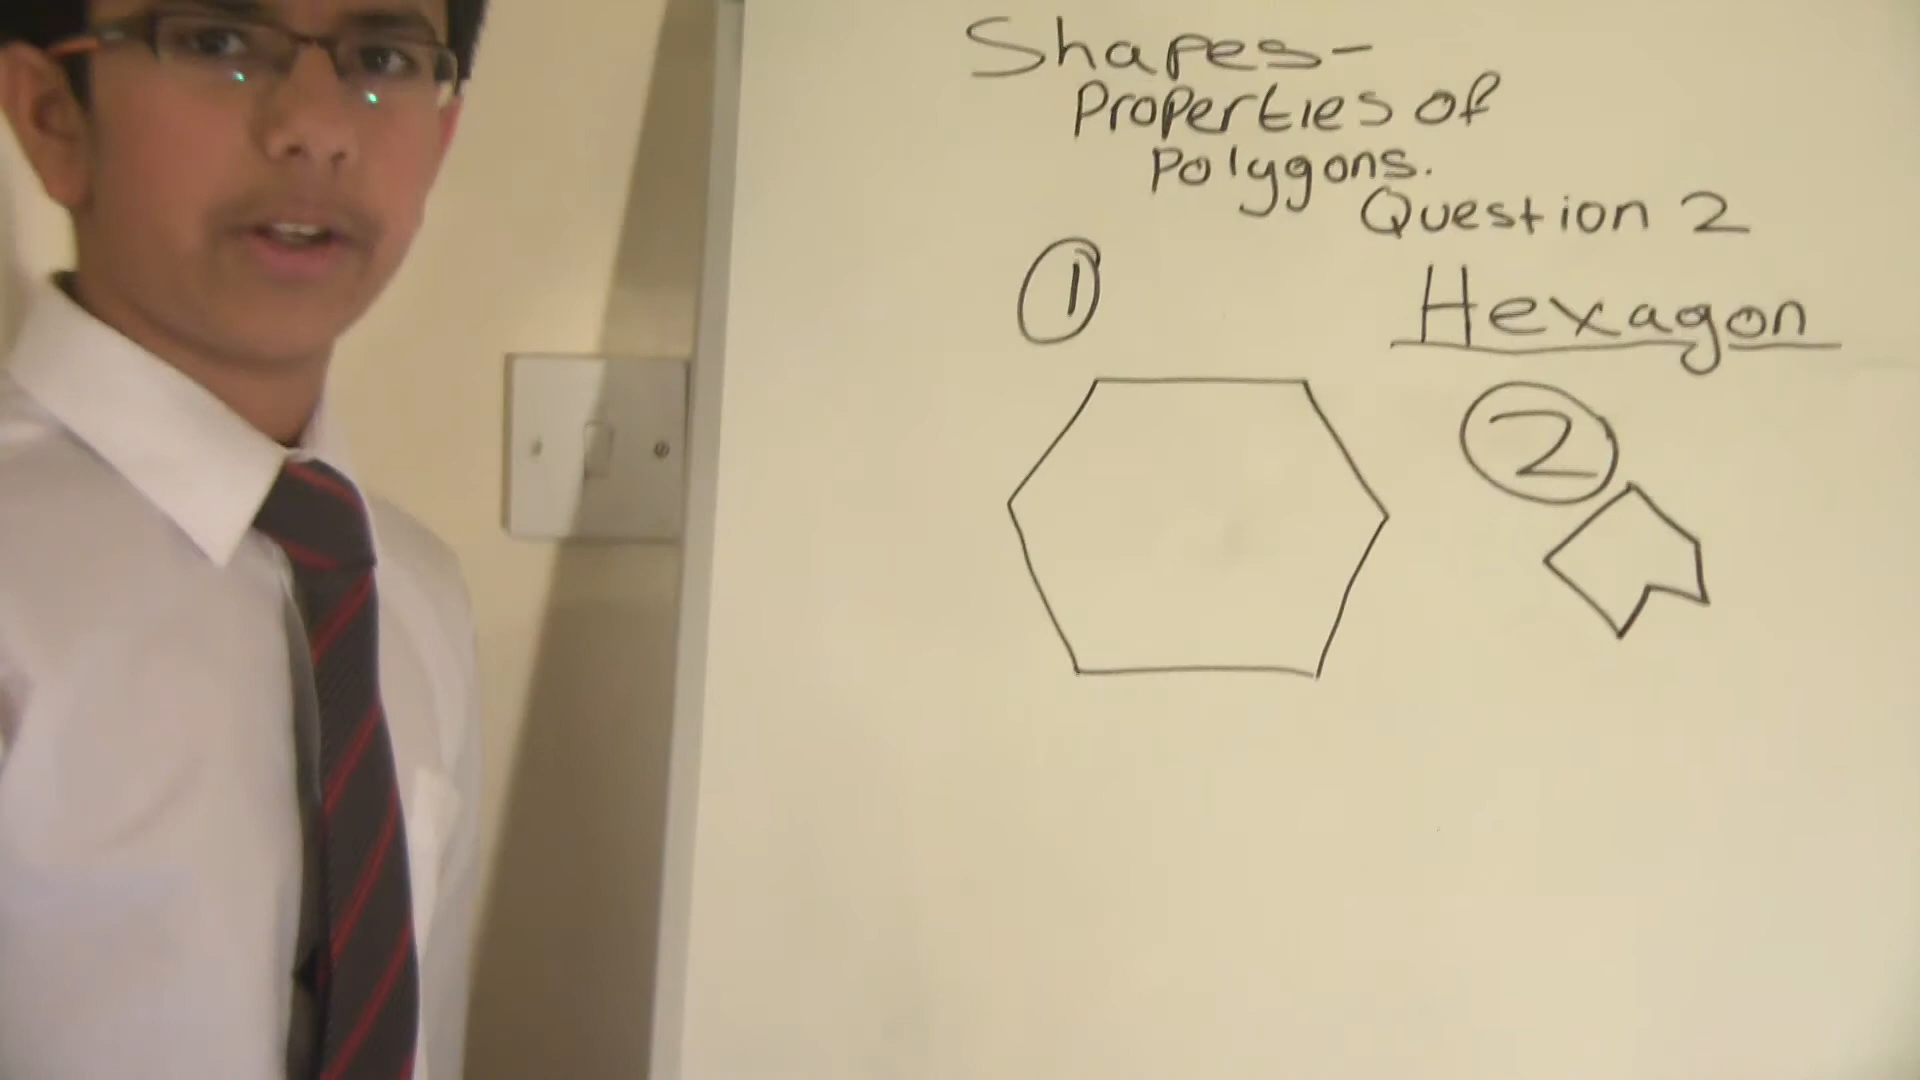 Shapes-
Properties of
Polygons.
Question 2
Hexagon
1
2